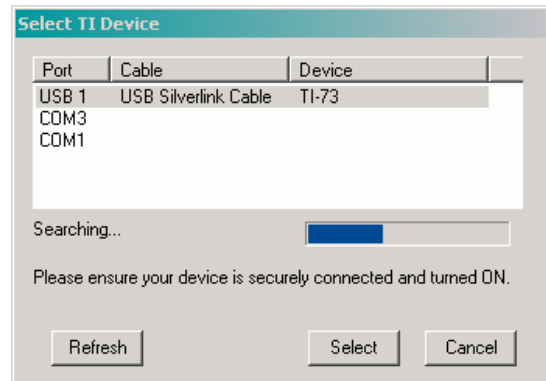 Select TI Device
Port Cable Device
USB 1 USB Silverlink Cable TI-73
COM3
COM1
Searching...
Please ensure your device is securely connected and turned ON.
Refresh Select Cancel